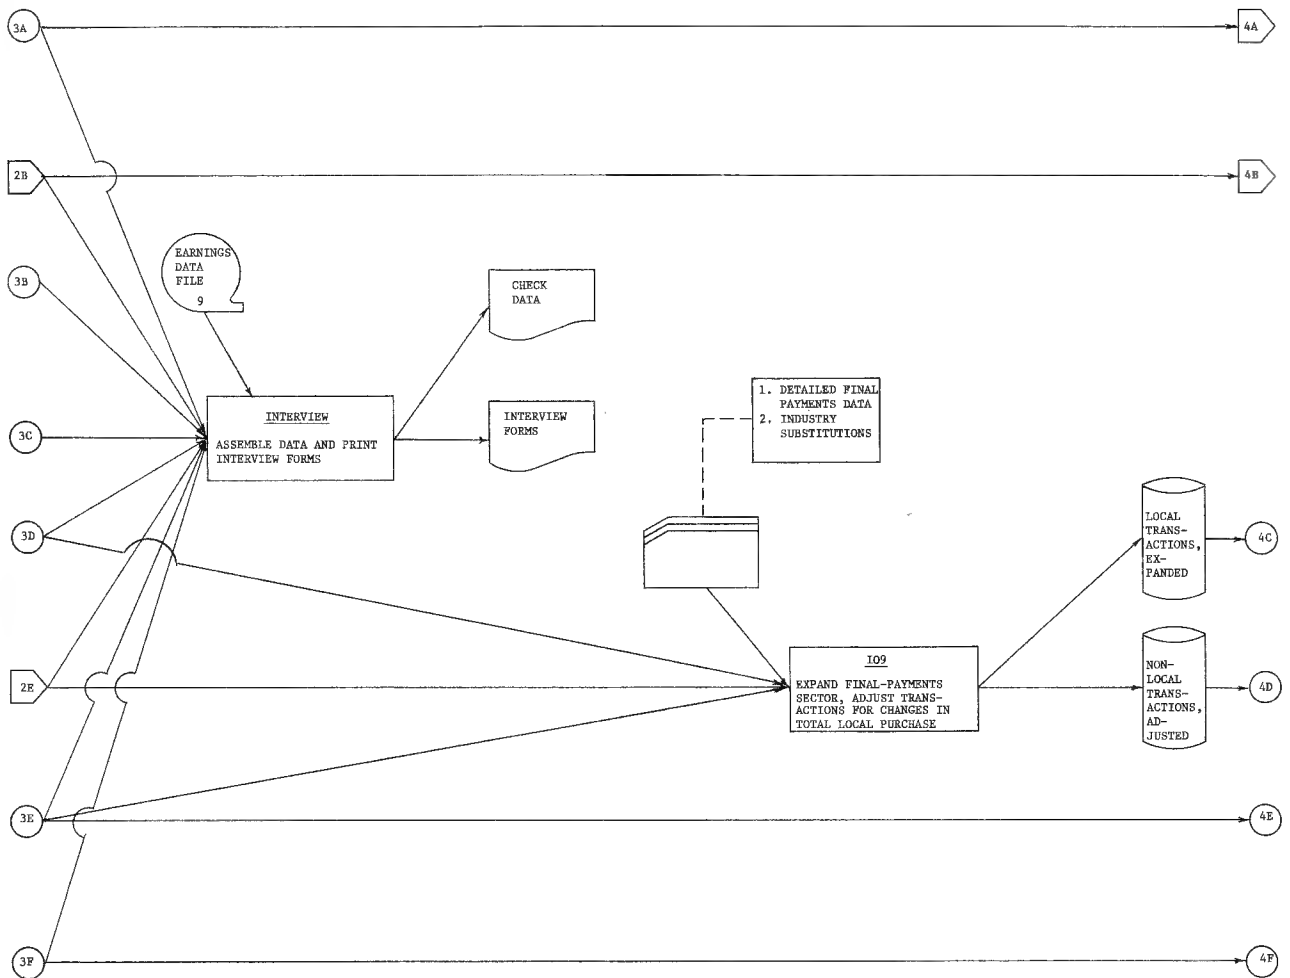 3A
4A
2B
4B
EARNINGS
DATA
FILE
9
3B
CHECK
DATA
1. DETAILED FINAL
PAYMENTS DATA
2. INDUSTRY
SUBSTITUTIONS
INTERVIEW
ASSEMBLE DATA AND PRINT
INTERVIEW FORMS
INTERVIEW
FORMS
3C
3D
LOCAL
TRANS-
ACTIONS,
EX-
PANDED
4C
2E
IO9
EXPAND FINAL-PAYMENTS
SECTOR, ADJUST TRANS-
ACTIONS FOR CHANGES IN
TOTAL LOCAL PURCHASE
NON-
LOCAL
TRANS-
ACTIONS,
AD-
JUSTED
4D
3E
4E
3F
4F